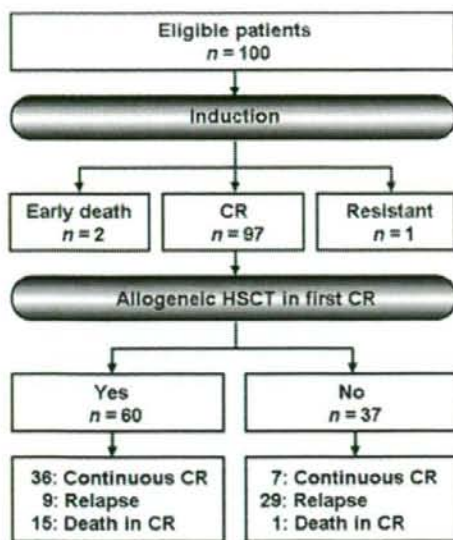 Eligible patients
n = 100
Induction
Early death
n = 2
CR
n = 97
Resistant
n = 1
Allogeneic HSCT in first CR
Yes
n = 60
No
n = 37
36: Continuous CR
9: Relapse
15: Death in CR
7: Continuous CR
29: Relapse
1: Death in CR